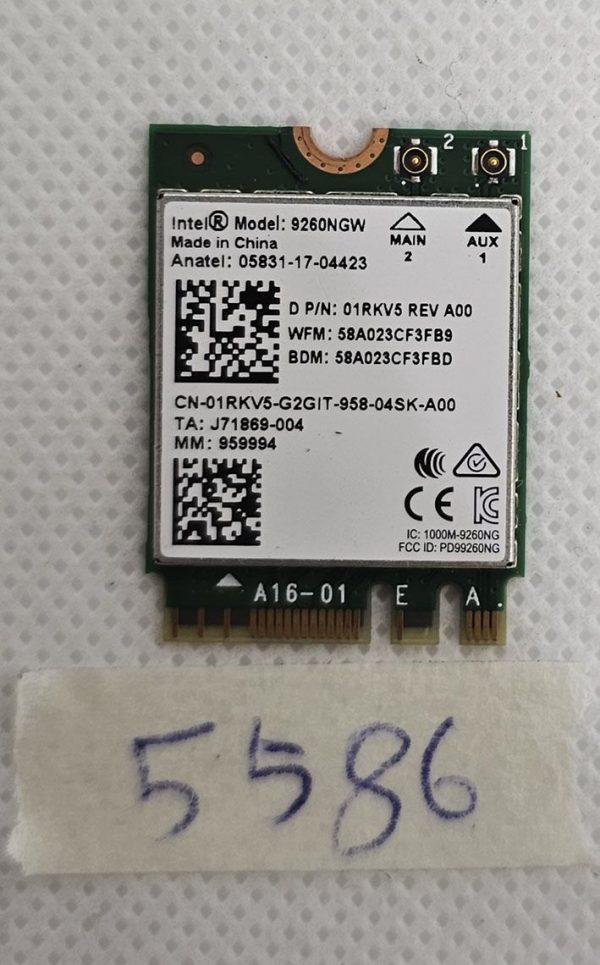 2 1
Intel® Model: 9260NGW
Made in China
Anatel: 05831-17-04423
MAIN
2
AUX
1
D P/N: 01RKV5 REV A00
WFM: 58A023CF3FB9
BDM: 58A023CF3FBD
CN-01RKV5-G2GIT-958-04SK-A00
TA: J71869-004
MM: 959994
CE
IC: 1000M-9260NG
FCC ID: PD99260NG
A16-01 E A
5586